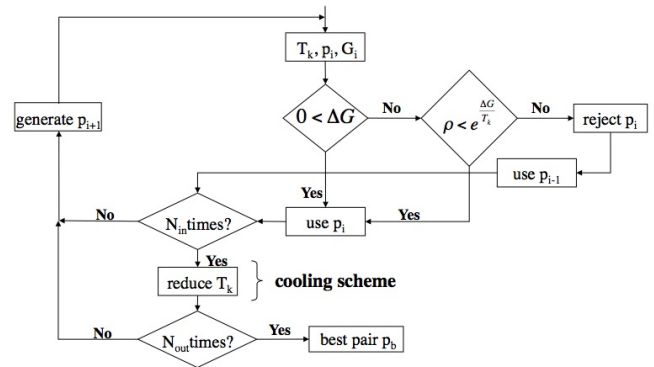 T_k, p_i, G_i
0 < ΔG
No
ρ < e^{ΔG/T_k}
No
reject p_i
generate p_{i+1}
use p_{i-1}
Yes
No
N_in times?
use p_i
Yes
Yes
reduce T_k
cooling scheme
No
N_out times?
Yes
best pair p_b